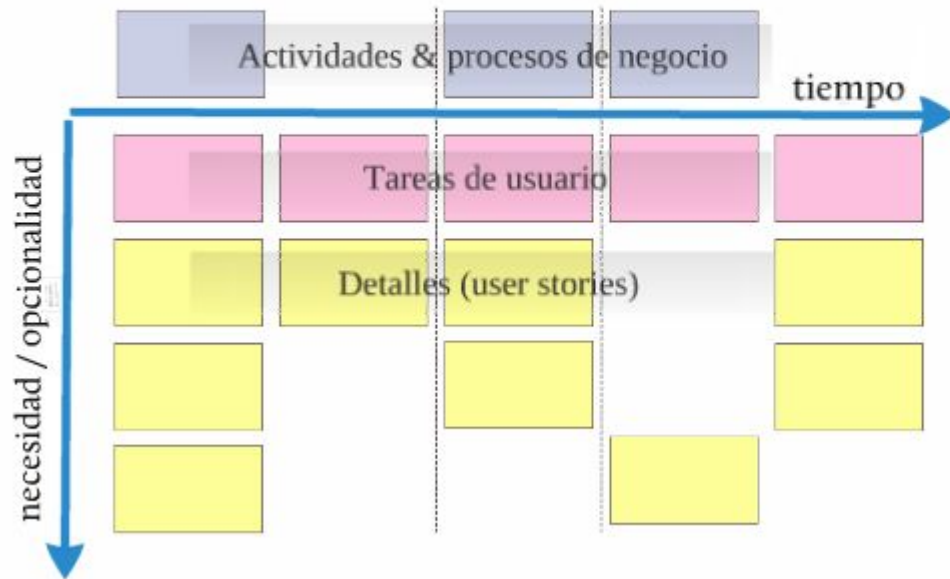 Actividades & procesos de negocio
tiempo
Tareas de usuario
Detalles (user stories)
necesidad / opcionalidad